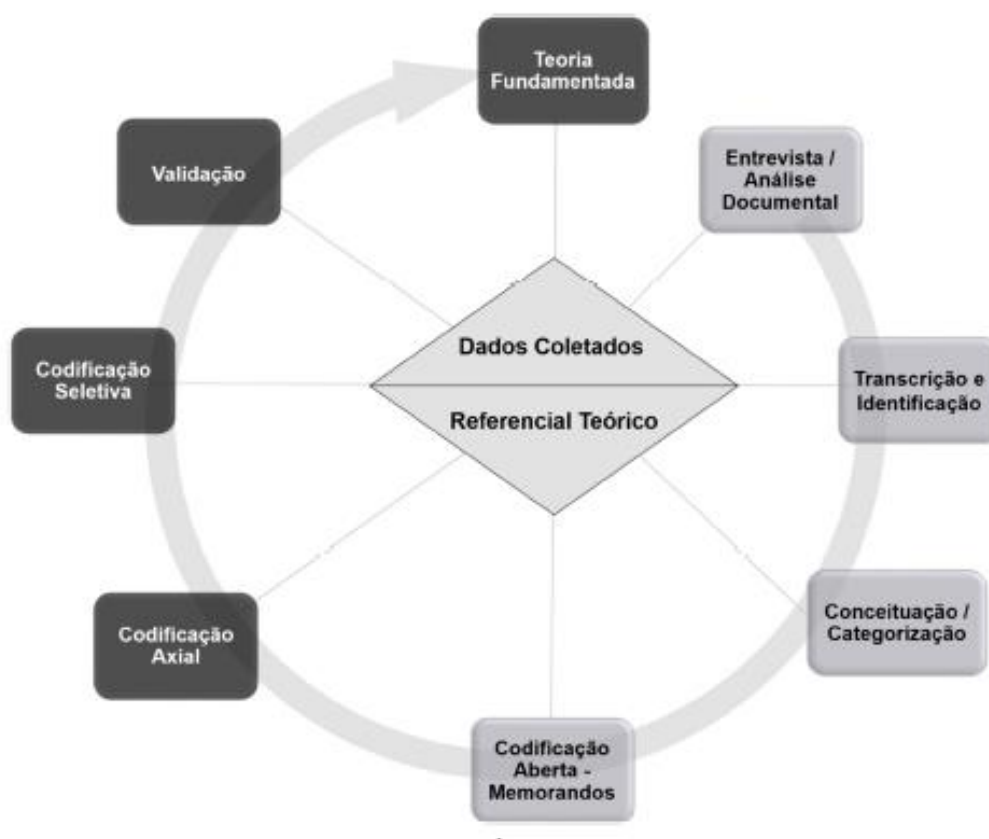 Teoria
Fundamentada
Entrevista /
Análise
Documental
Validação
Dados Coletados
Referencial Teórico
Codificação
Seletiva
Transcrição e
Identificação
Conceituação /
Categorização
Codificação
Axial
Codificação
Aberta -
Memorandos